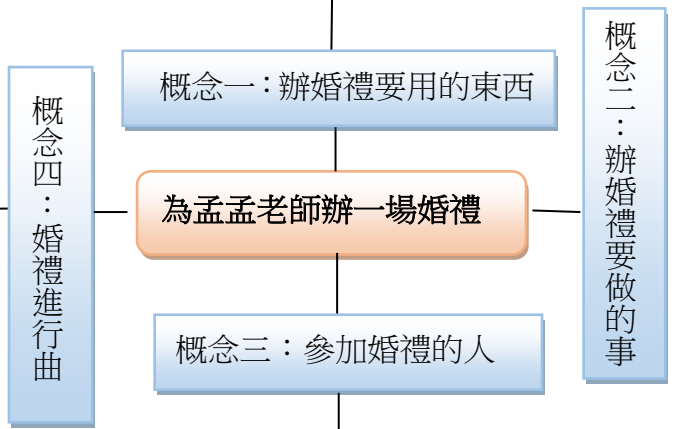 概念一：辦婚禮要用的東西
概念二：辦婚禮要做的事
概念四：婚禮進行曲
為孟孟老師辦一場婚禮
概念三：參加婚禮的人